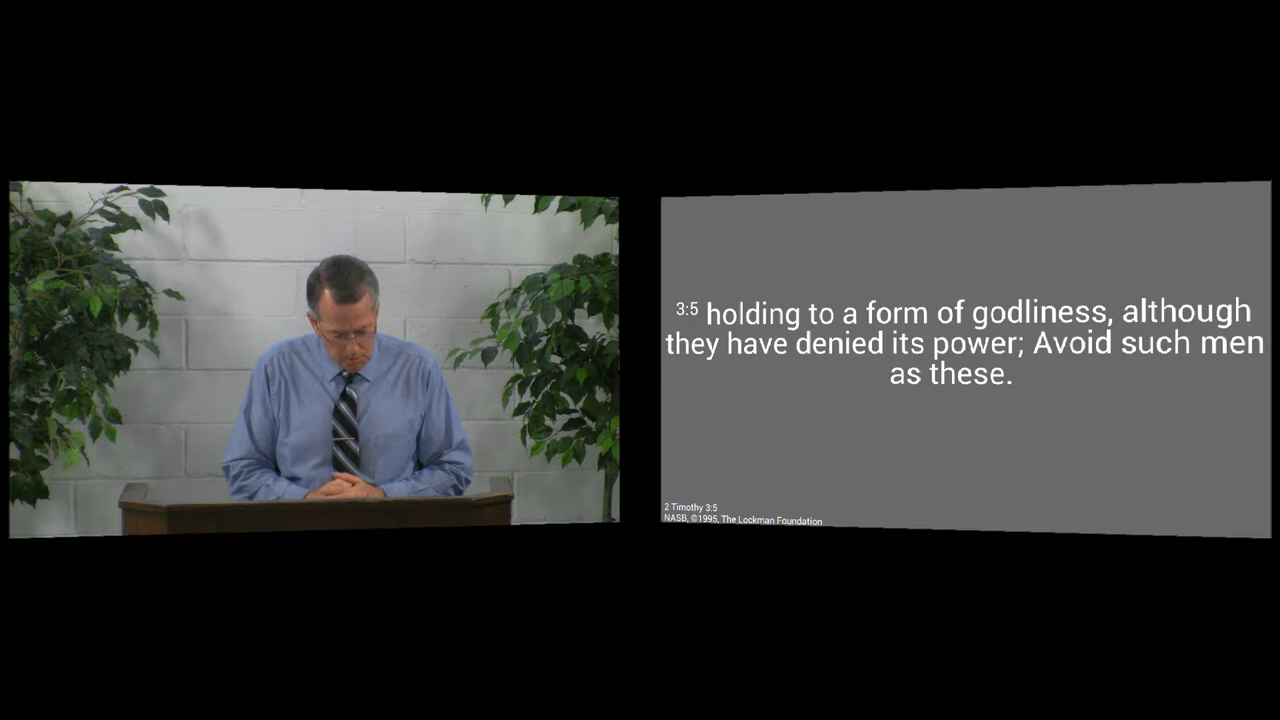 3:5 holding to a form of godliness, although
they have denied its power; Avoid such men
as these.
2 Timothy 3:5
NASB, ©1995, The Lockman Foundation